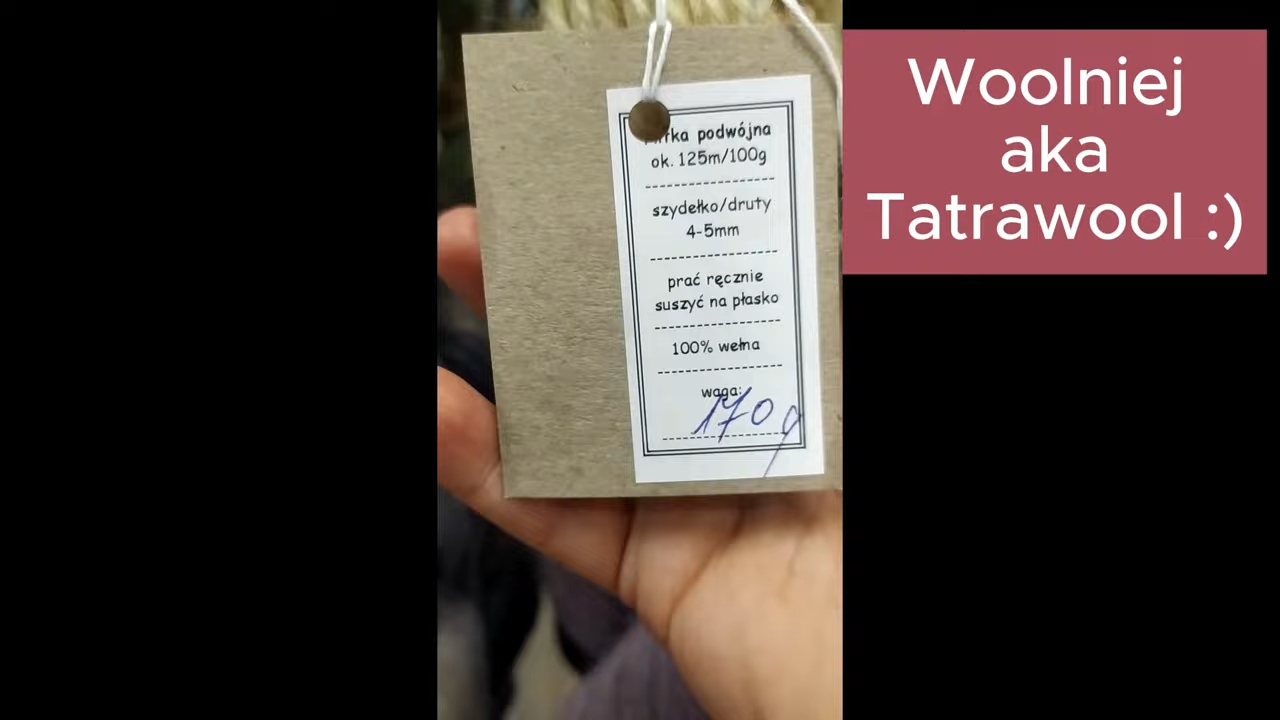 podwójna
ok. 125m/100g
szydełko/druty
4-5mm
prać ręcznie
suszyć na płasko
100% wełna
waga:
170g
Woolniej
aka
Tatrawool :)